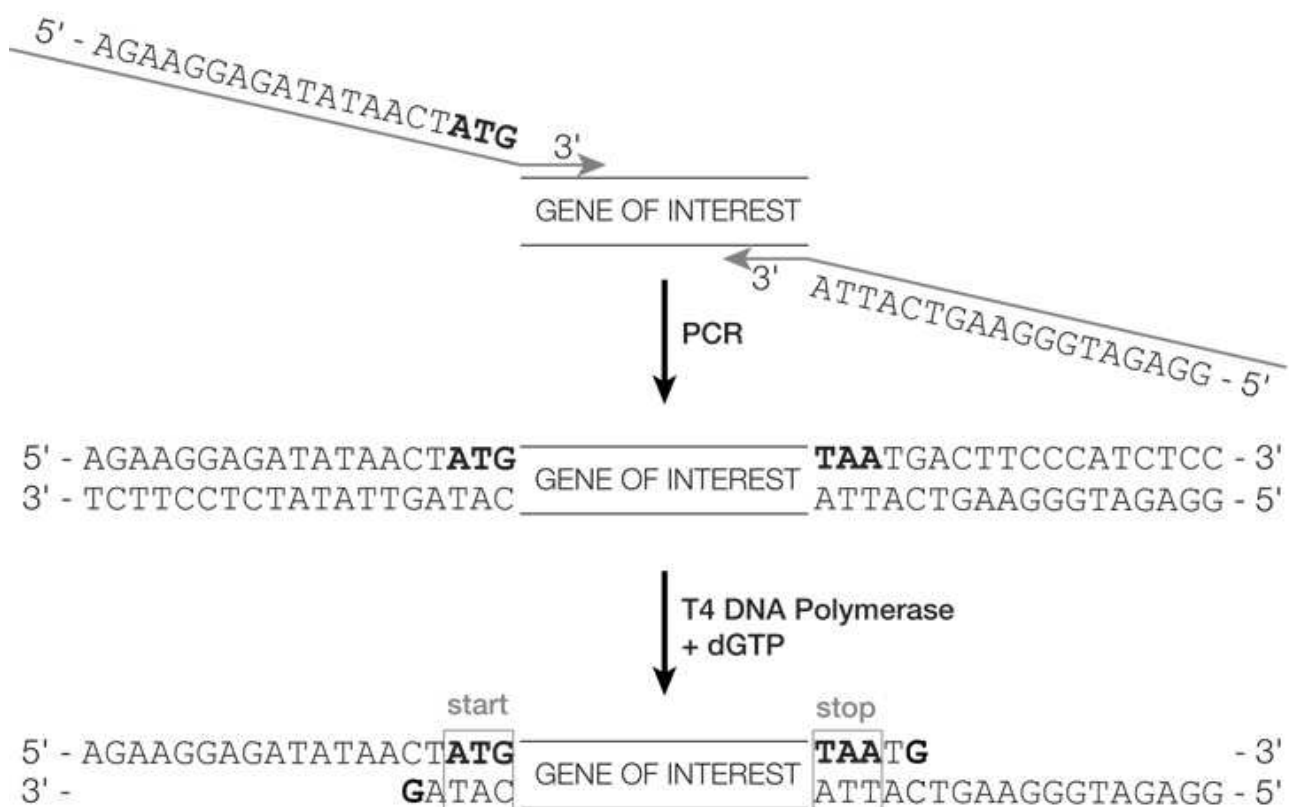 5' - AGAAGGAGATATAACTATG
3'
GENE OF INTEREST
3'
ATTACTGAAGGGTAGAGG - 5'
PCR
5' - AGAAGGAGATATAACTATG GENE OF INTEREST TAATGACTTCCCATCTCC - 3'
3' - TCTTCCTCTATATTGATAC ATTACTGAAGGGTAGAGG - 5'
T4 DNA Polymerase
+ dGTP
start stop
5' - AGAAGGAGATATAACTATG GENE OF INTEREST TAATG - 3'
3' - GATAC ATTACTGAAGGGTAGAGG - 5'